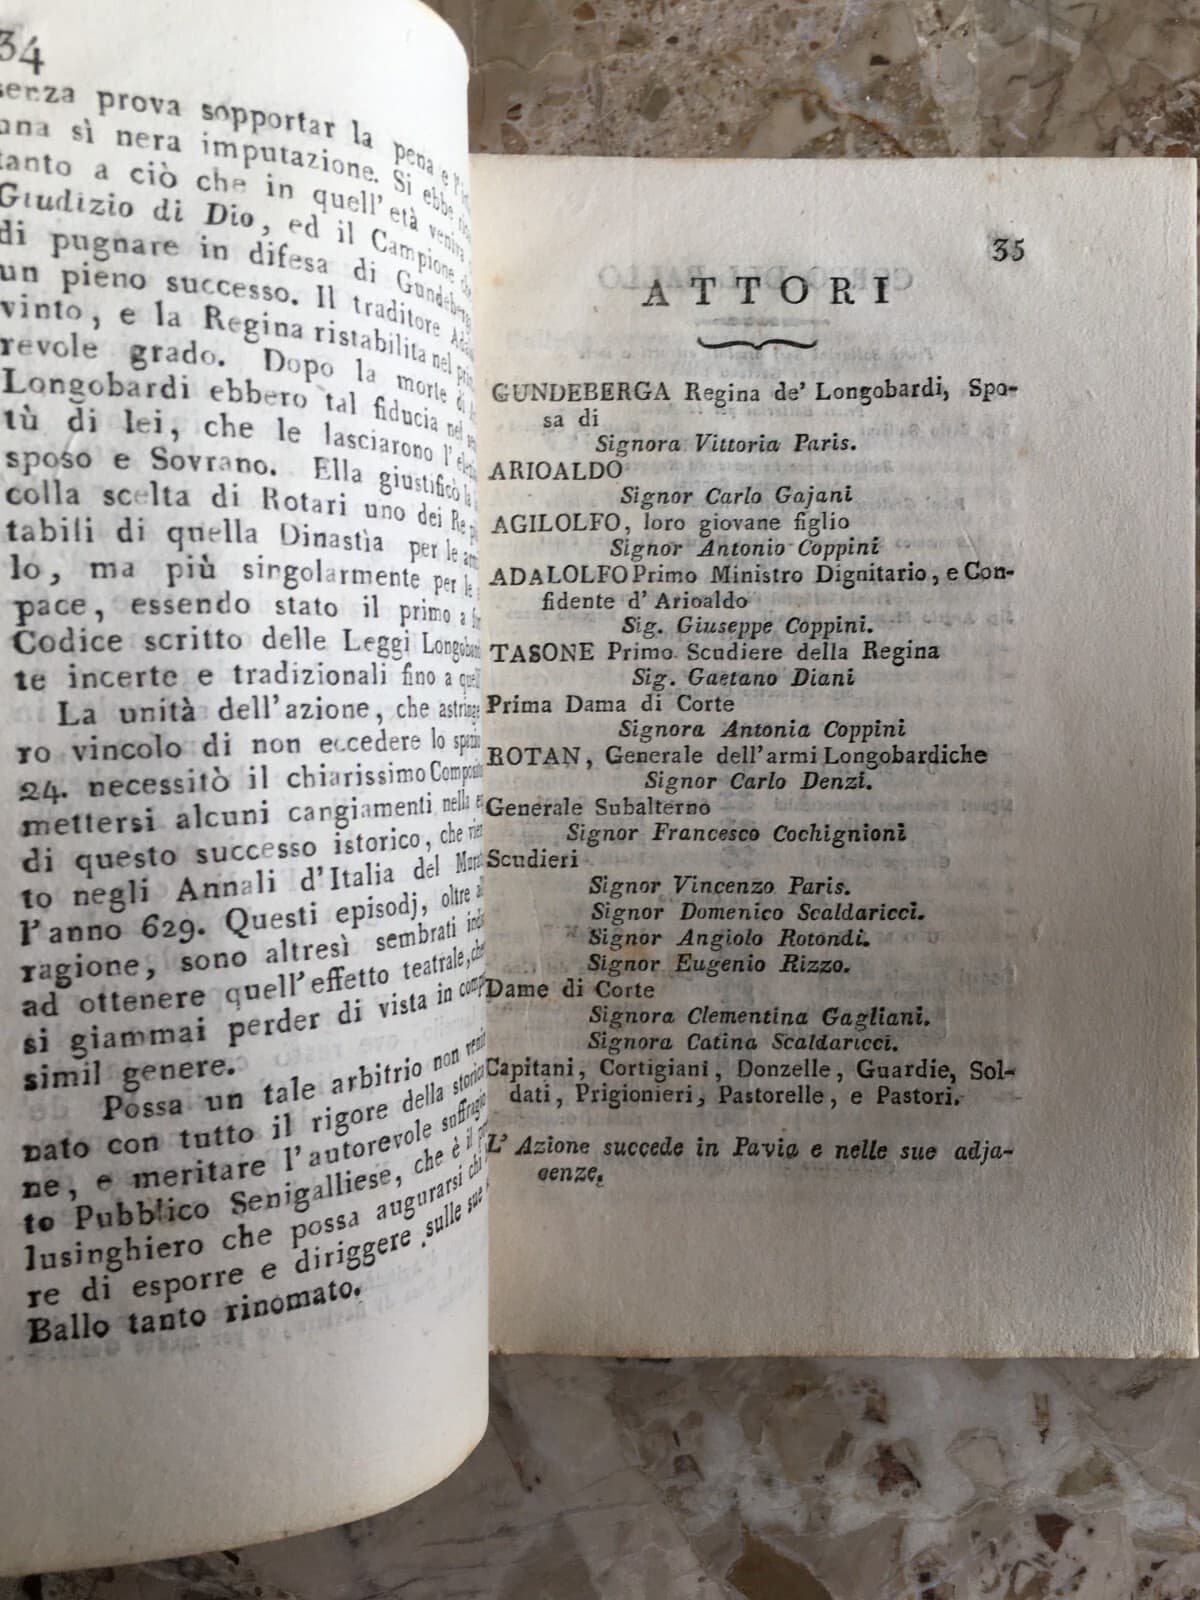 34
senza prova sopportar la pena e
una sì nera imputazione. Si ebbe
tanto a ciò che in quell' età veniva
Giudizio di Dio, ed il Campione che
di pugnare in difesa di Gundeberga
un pieno successo. Il traditore
vinto, e la Regina ristabilita nel
revole grado. Dopo la morte di
Longobardi ebbero tal fiducia nel
tù di lei, che le lasciarono l'
sposo e Sovrano. Ella giustificò la
colla scelta di Rotari uno dei Re
tabili di quella Dinastìa per le
lo, ma più singolarmente per le
pace, essendo stato il primo a
Codice scritto delle Leggi
te incerte e tradizionali fino a
La unità dell'azione, che
ro vincolo di non eccedere lo
24. necessitò il chiarissimo
mettersi alcuni cangiamenti nella
di questo successo istorico, che
to negli Annali d'Italia del
l'anno 629. Questi episodj, oltre
ragione, sono altresì sembrati
ad ottenere quell'effetto teatrale,
si giammai perder di vista in
simil genere.
Possa un tale arbitrio non
nato con tutto il rigore della
ne, e meritare l'autorevole
to Pubblico Senigalliese, che è il
lusinghiero che possa augurarsi chi
re di esporre e diriggere sulle sue
Ballo tanto rinomato.
35
ATTORI
GUNDEBERGA Regina de' Longobardi, Spo-
sa di
Signora Vittoria Paris.
ARIOALDO
Signor Carlo Gajani
AGILOLFO, loro giovane figlio
Signor Antonio Coppini
ADALOLFO Primo Ministro Dignitario, e Con-
fidente d' Arioaldo
Sig. Giuseppe Coppini.
TASONE Primo Scudiere della Regina
Sig. Gaetano Diani
Prima Dama di Corte
Signora Antonia Coppini
ROTAN, Generale dell'armi Longobardiche
Signor Carlo Denzi.
Generale Subalterno
Signor Francesco Cochignioni
Scudieri
Signor Vincenzo Paris.
Signor Domenico Scaldaricci.
Signor Angiolo Rotondi.
Signor Eugenio Rizzo.
Dame di Corte
Signora Clementina Gagliani.
Signora Catina Scaldaricci.
Capitani, Cortigiani, Donzelle, Guardie, Sol-
dati, Prigionieri, Pastorelle, e Pastori.
L' Azione succede in Pavia e nelle sue adja-
cenze.